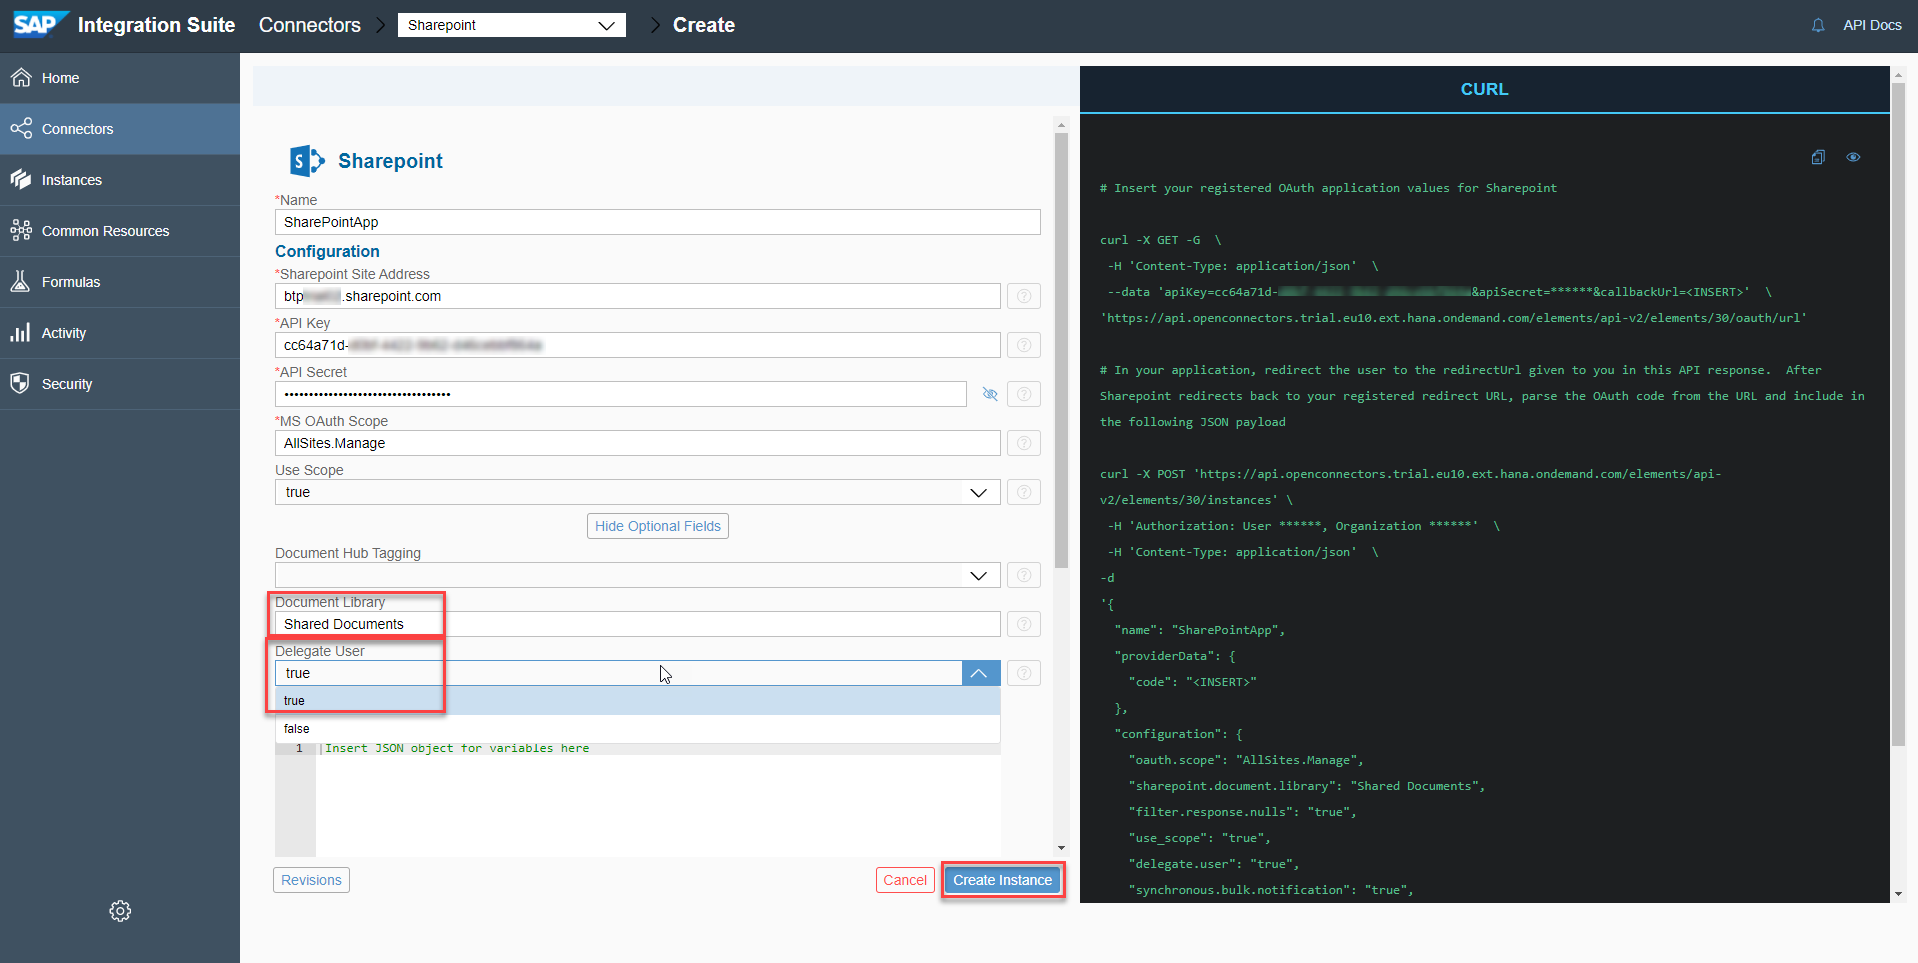 SAP Integration Suite Connectors Sharepoint Create API Docs
Home
Connectors
Instances
Common Resources
Formulas
Activity
Security
S Sharepoint
*Name
SharePointApp
Configuration
*Sharepoint Site Address
btp .sharepoint.com
*API Key
cc64a71d-
*API Secret
••••••••••••••••••••••••••••••••••
*MS OAuth Scope
AllSites.Manage
Use Scope
true
Hide Optional Fields
Document Hub Tagging
Document Library
Shared Documents
Delegate User
true
true
false
1 Insert JSON object for variables here
Revisions Cancel Create Instance
CURL
# Insert your registered OAuth application values for Sharepoint
curl -X GET -G \
-H 'Content-Type: application/json' \
--data 'apiKey=cc64a71d- &apiSecret=******&callbackUrl=<INSERT>' \
'https://api.openconnectors.trial.eu10.ext.hana.ondemand.com/elements/api-v2/elements/30/oauth/url'
# In your application, redirect the user to the redirectUrl given to you in this API response. After
Sharepoint redirects back to your registered redirect URL, parse the OAuth code from the URL and include in
the following JSON payload
curl -X POST 'https://api.openconnectors.trial.eu10.ext.hana.ondemand.com/elements/api-
v2/elements/30/instances' \
-H 'Authorization: User ******, Organization ******' \
-H 'Content-Type: application/json' \
-d
'{
"name": "SharePointApp",
"providerData": {
"code": "<INSERT>"
},
"configuration": {
"oauth.scope": "AllSites.Manage",
"sharepoint.document.library": "Shared Documents",
"filter.response.nulls": "true",
"use_scope": "true",
"delegate.user": "true",
"synchronous.bulk.notification": "true",